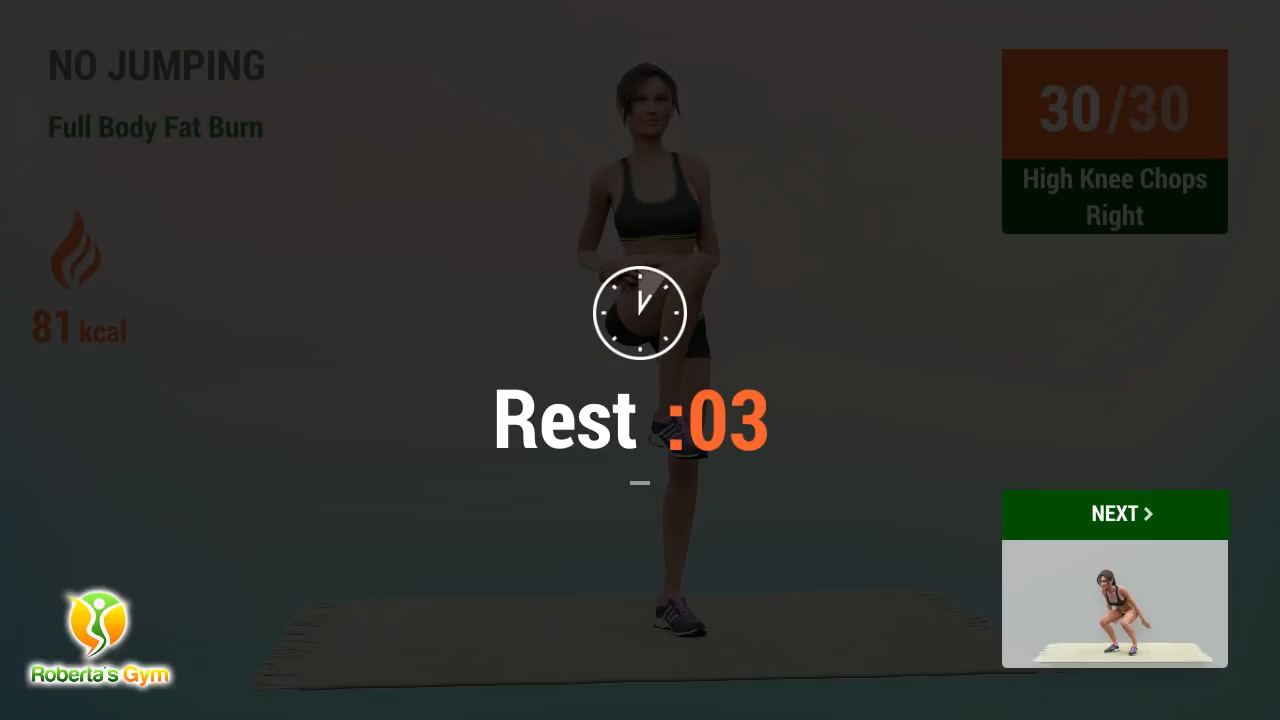 NO JUMPING
Full Body Fat Burn
30/30
High Knee Chops
Right
81 kcal
Rest :03
NEXT >
Roberta's Gym